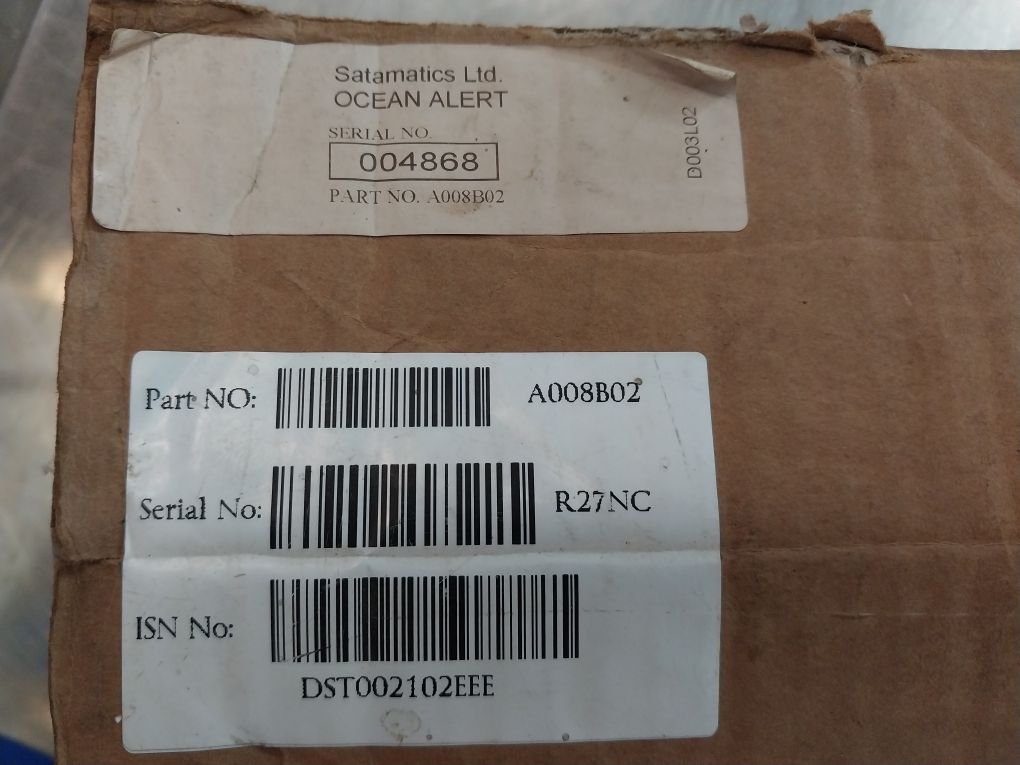 Satamatics Ltd.
OCEAN ALERT
SERIAL NO.
004868
PART NO. A008B02
D003L02
Part NO: A008B02
Serial No: R27NC
ISN No:
DST002102EEE